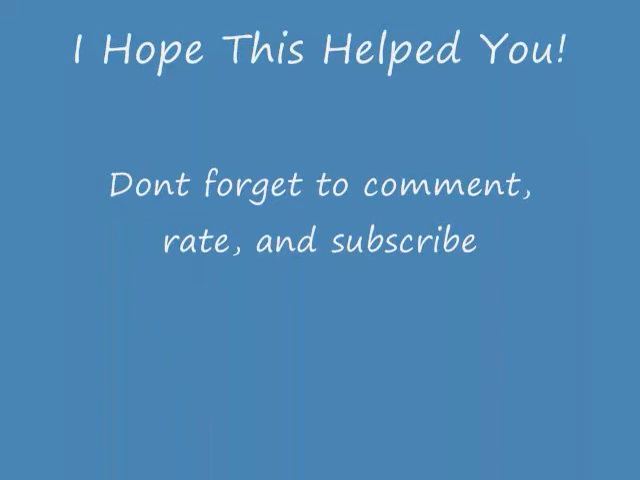 I Hope This Helped You!
Dont forget to comment,
rate, and subscribe